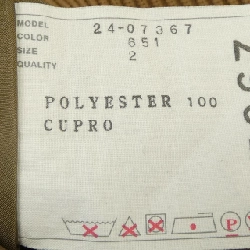 MODEL 24-07367
COLOR 651
SIZE 2
QUALITY
POLYESTER 100
CUPRO
P